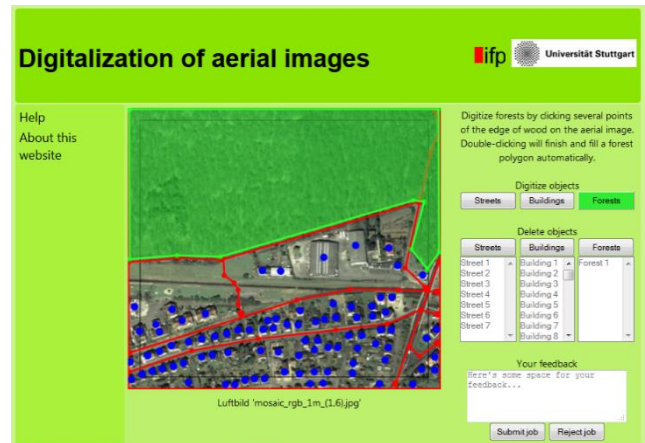 Digitalization of aerial images
ifp
Universität Stuttgart
Help
About this
website
Luftbild 'mosaic_rgb_1m_(1,6).jpg'
Digitize forests by clicking several points
of the edge of wood on the aerial image.
Double-clicking will finish and fill a forest
polygon automatically.
Digitize objects
Streets Buildings Forests
Delete objects
Streets Buildings Forests
Street 1 Building 1 Forest 1
Street 2 Building 2
Street 3 Building 3
Street 4 Building 4
Street 5 Building 5
Street 6 Building 6
Street 7 Building 7
Building 8
Your feedback
Here's some space for your
feedback...
Submit job Reject job